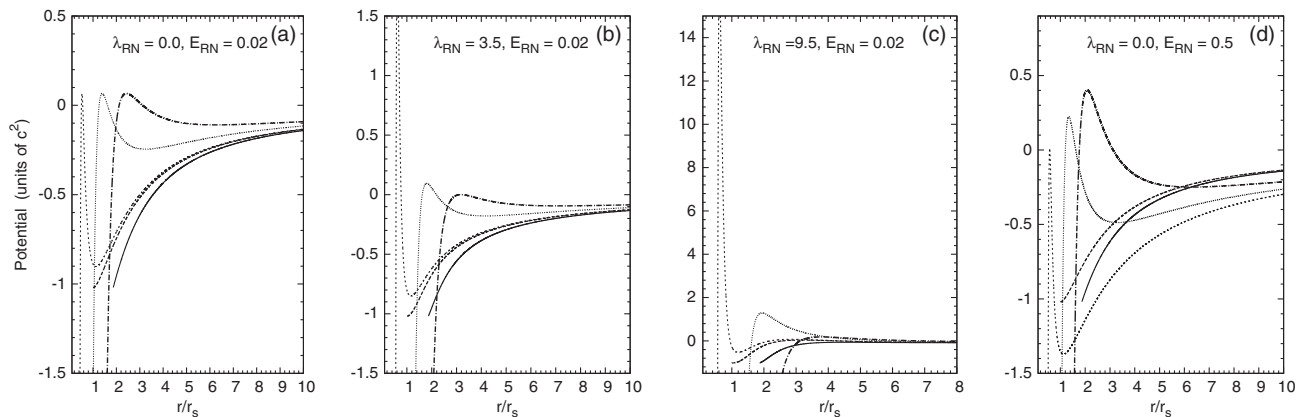 Potential (units of c²)
0.5
0
-0.5
-1
-1.5
λRN = 0.0, ERN = 0.02
(a)
1 2 3 4 5 6 7 8 9 10
r/rs
1.5
1
0.5
0
-0.5
-1
-1.5
λRN = 3.5, ERN = 0.02
(b)
1 2 3 4 5 6 7 8 9 10
r/rs
14
12
10
8
6
4
2
0
λRN =9.5, ERN = 0.02
(c)
1 2 3 4 5 6 7 8
r/rs
0.5
0
-0.5
-1
-1.5
λRN = 0.0, ERN = 0.5
(d)
1 2 3 4 5 6 7 8 9 10
r/rs